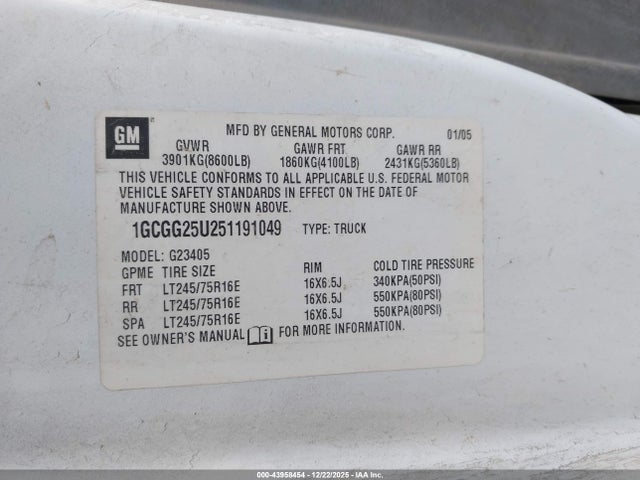 GM
MFD BY GENERAL MOTORS CORP. 01/05
GVWR GAWR FRT GAWR RR
3901KG(8600LB) 1860KG(4100LB) 2431KG(5360LB)
THIS VEHICLE CONFORMS TO ALL APPLICABLE U.S. FEDERAL MOTOR
VEHICLE SAFETY STANDARDS IN EFFECT ON THE DATE OF
MANUFACTURE SHOWN ABOVE.
1GCGG25U251191049 TYPE: TRUCK
MODEL: G23405
GPME TIRE SIZE RIM COLD TIRE PRESSURE
FRT LT245/75R16E 16X6.5J 340KPA(50PSI)
RR LT245/75R16E 16X6.5J 550KPA(80PSI)
SPA LT245/75R16E 16X6.5J 550KPA(80PSI)
SEE OWNER'S MANUAL FOR MORE INFORMATION.
000-43958454 - 12/22/2025 - IAA Inc.